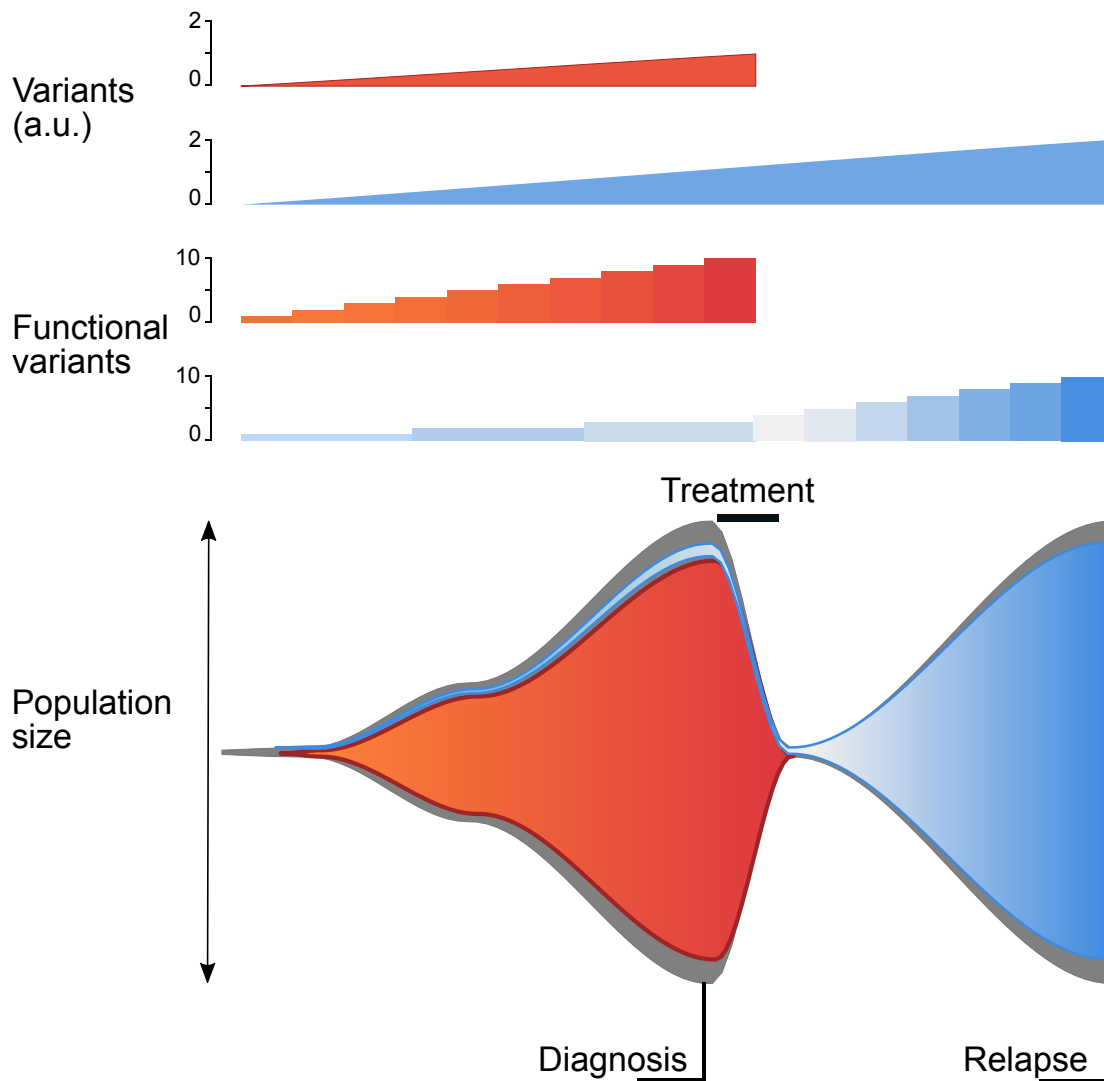 2
Variants
(a.u.)
0
2
0
10
Functional
variants
0
10
0
Treatment
Population
size
Diagnosis
Relapse